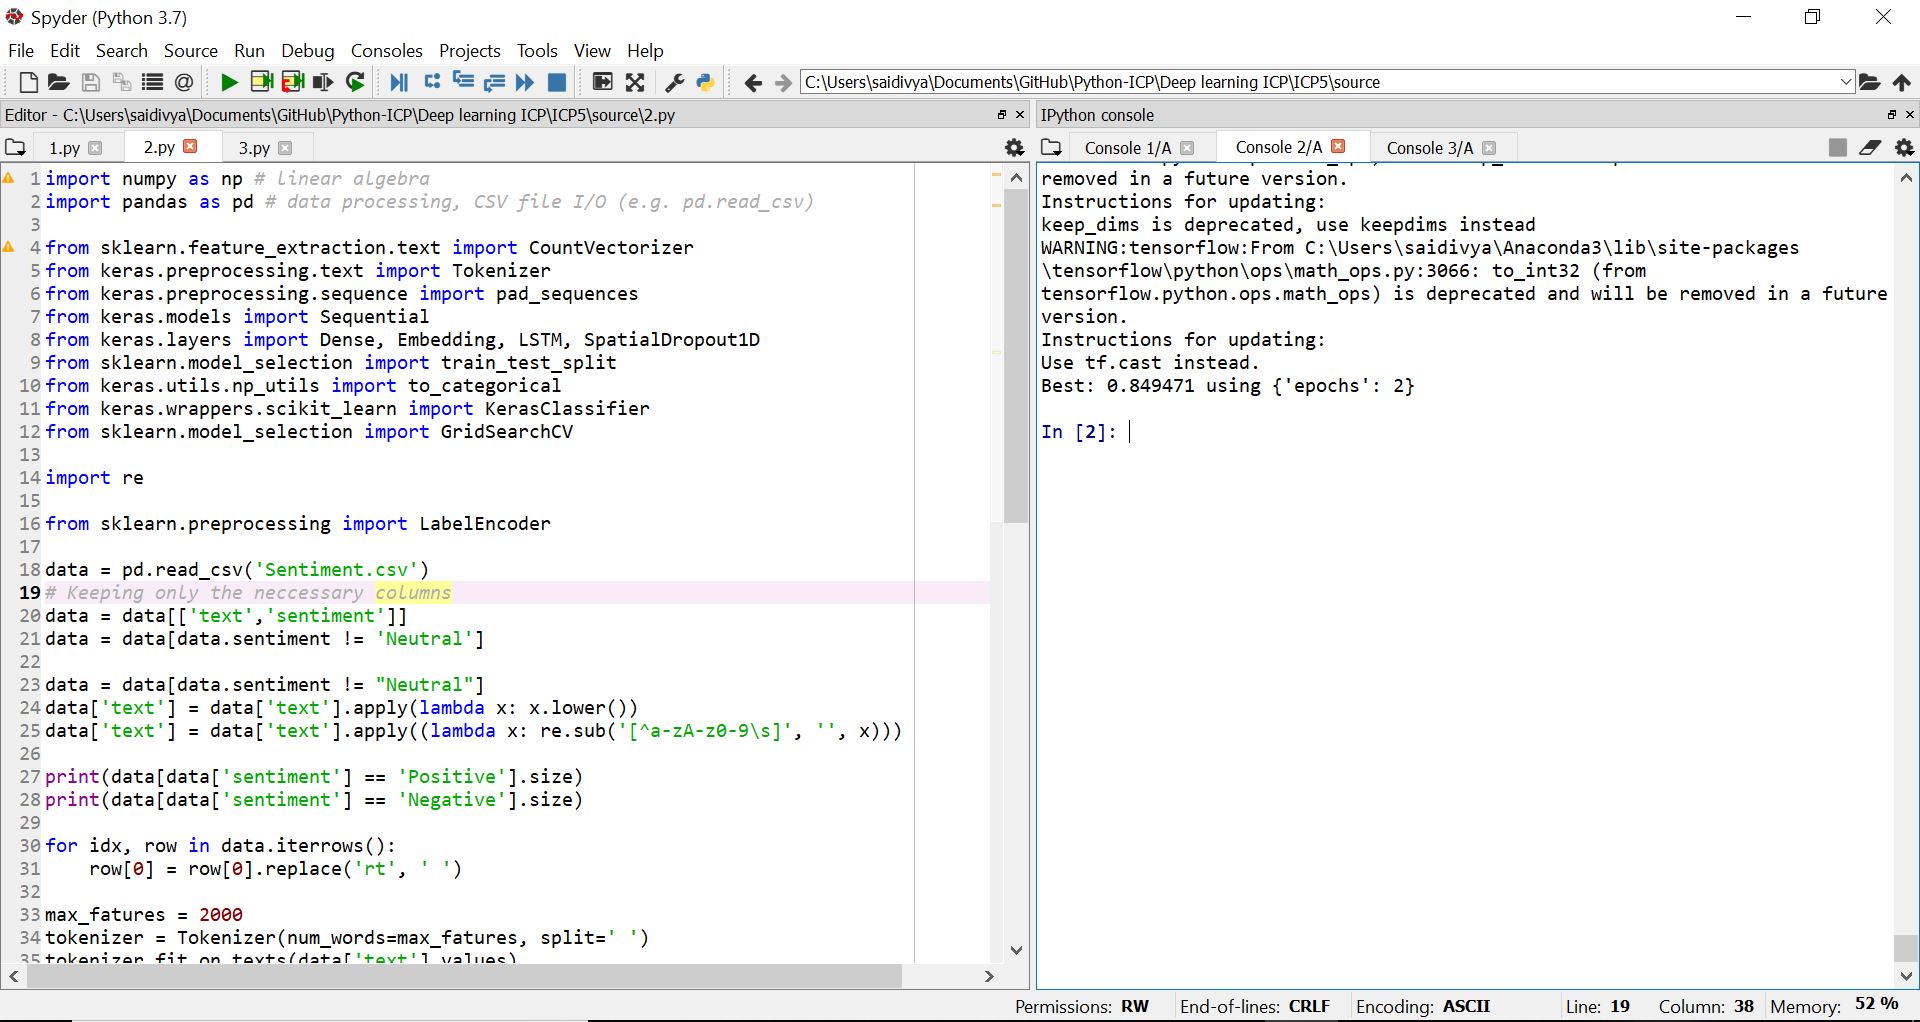 Spyder (Python 3.7)
File Edit Search Source Run Debug Consoles Projects Tools View Help
C:\Users\saidivya\Documents\GitHub\Python-ICP\Deep learning ICP\ICP5\source
Editor - C:\Users\saidivya\Documents\GitHub\Python-ICP\Deep learning ICP\ICP5\source\2.py
1.py 2.py 3.py
1 import numpy as np # linear algebra
2 import pandas as pd # data processing, CSV file I/O (e.g. pd.read_csv)
3
4 from sklearn.feature_extraction.text import CountVectorizer
5 from keras.preprocessing.text import Tokenizer
6 from keras.preprocessing.sequence import pad_sequences
7 from keras.models import Sequential
8 from keras.layers import Dense, Embedding, LSTM, SpatialDropout1D
9 from sklearn.model_selection import train_test_split
10 from keras.utils.np_utils import to_categorical
11 from keras.wrappers.scikit_learn import KerasClassifier
12 from sklearn.model_selection import GridSearchCV
13
14 import re
15
16 from sklearn.preprocessing import LabelEncoder
17
18 data = pd.read_csv('Sentiment.csv')
19 # Keeping only the neccessary columns
20 data = data[['text','sentiment']]
21 data = data[data.sentiment != 'Neutral']
22
23 data = data[data.sentiment != "Neutral"]
24 data['text'] = data['text'].apply(lambda x: x.lower())
25 data['text'] = data['text'].apply((lambda x: re.sub('[^a-zA-z0-9\s]', '', x)))
26
27 print(data[data['sentiment'] == 'Positive'].size)
28 print(data[data['sentiment'] == 'Negative'].size)
29
30 for idx, row in data.iterrows():
31     row[0] = row[0].replace('rt', ' ')
32
33 max_fatures = 2000
34 tokenizer = Tokenizer(num_words=max_fatures, split=' ')
35 tokenizer.fit_on_texts(data['text'].values)
IPython console
Console 1/A Console 2/A Console 3/A
removed in a future version.
Instructions for updating:
keep_dims is deprecated, use keepdims instead
WARNING:tensorflow:From C:\Users\saidivya\Anaconda3\lib\site-packages
\tensorflow\python\ops\math_ops.py:3066: to_int32 (from
tensorflow.python.ops.math_ops) is deprecated and will be removed in a future
version.
Instructions for updating:
Use tf.cast instead.
Best: 0.849471 using {'epochs': 2}
In [2]:
Permissions: RW End-of-lines: CRLF Encoding: ASCII Line: 19 Column: 38 Memory: 52 %